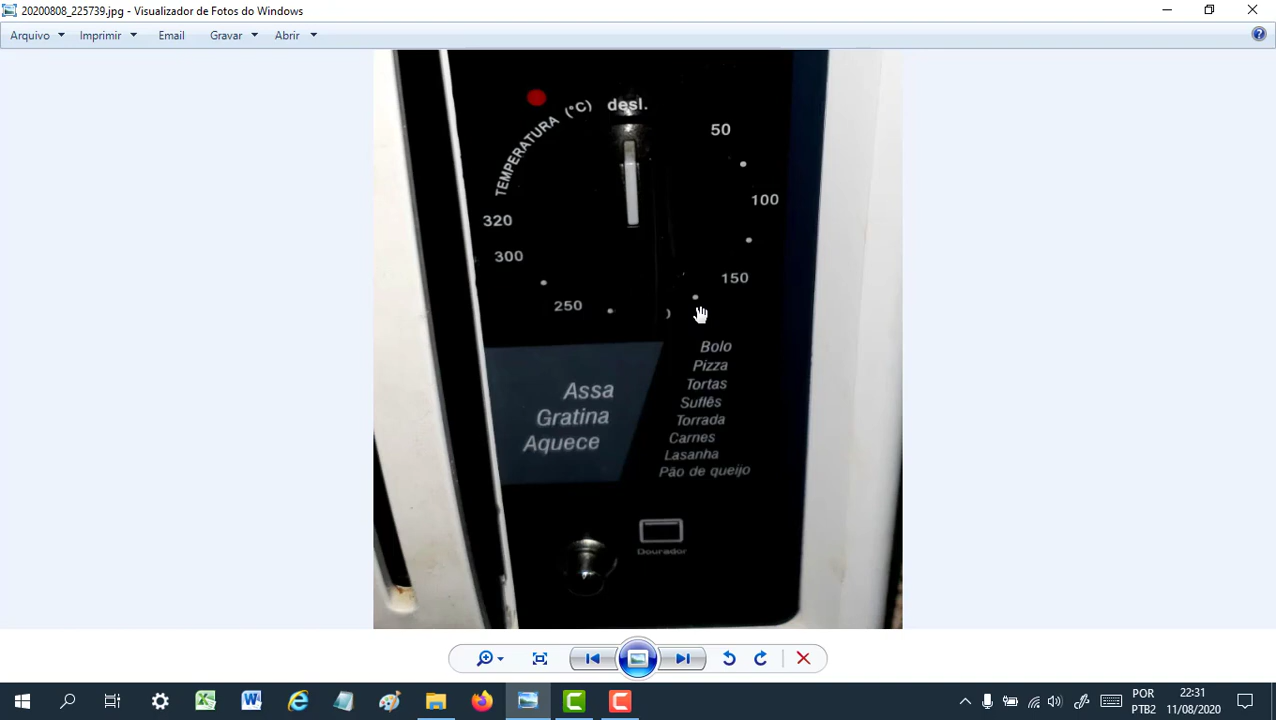 20200808_225739.jpg - Visualizador de Fotos do Windows
Arquivo Imprimir Email Gravar Abrir
TEMPERATURA (°C) desl.
50
100
150
0
250
300
320
Assa
Gratina
Aquece
Bolo
Pizza
Tortas
Suflês
Torrada
Carnes
Lasanha
Pão de queijo
Dourador
POR
PTB2
22:31
11/08/2020